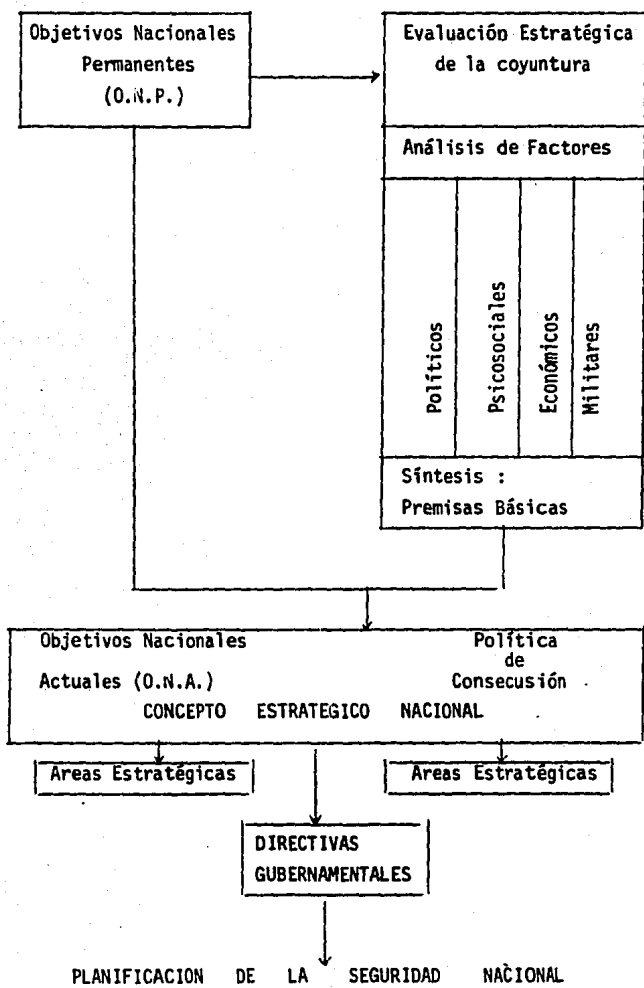 Objetivos Nacionales
Permanentes
(O.N.P.)
Evaluación Estratégica
de la coyuntura
Análisis de Factores
Políticos
Psicosociales
Económicos
Militares
Síntesis :
Premisas Básicas
Objetivos Nacionales
Actuales (O.N.A.)
Política
de
Consecusión
CONCEPTO ESTRATEGICO NACIONAL
Areas Estratégicas
Areas Estratégicas
DIRECTIVAS
GUBERNAMENTALES
PLANIFICACION DE LA SEGURIDAD NACIONAL